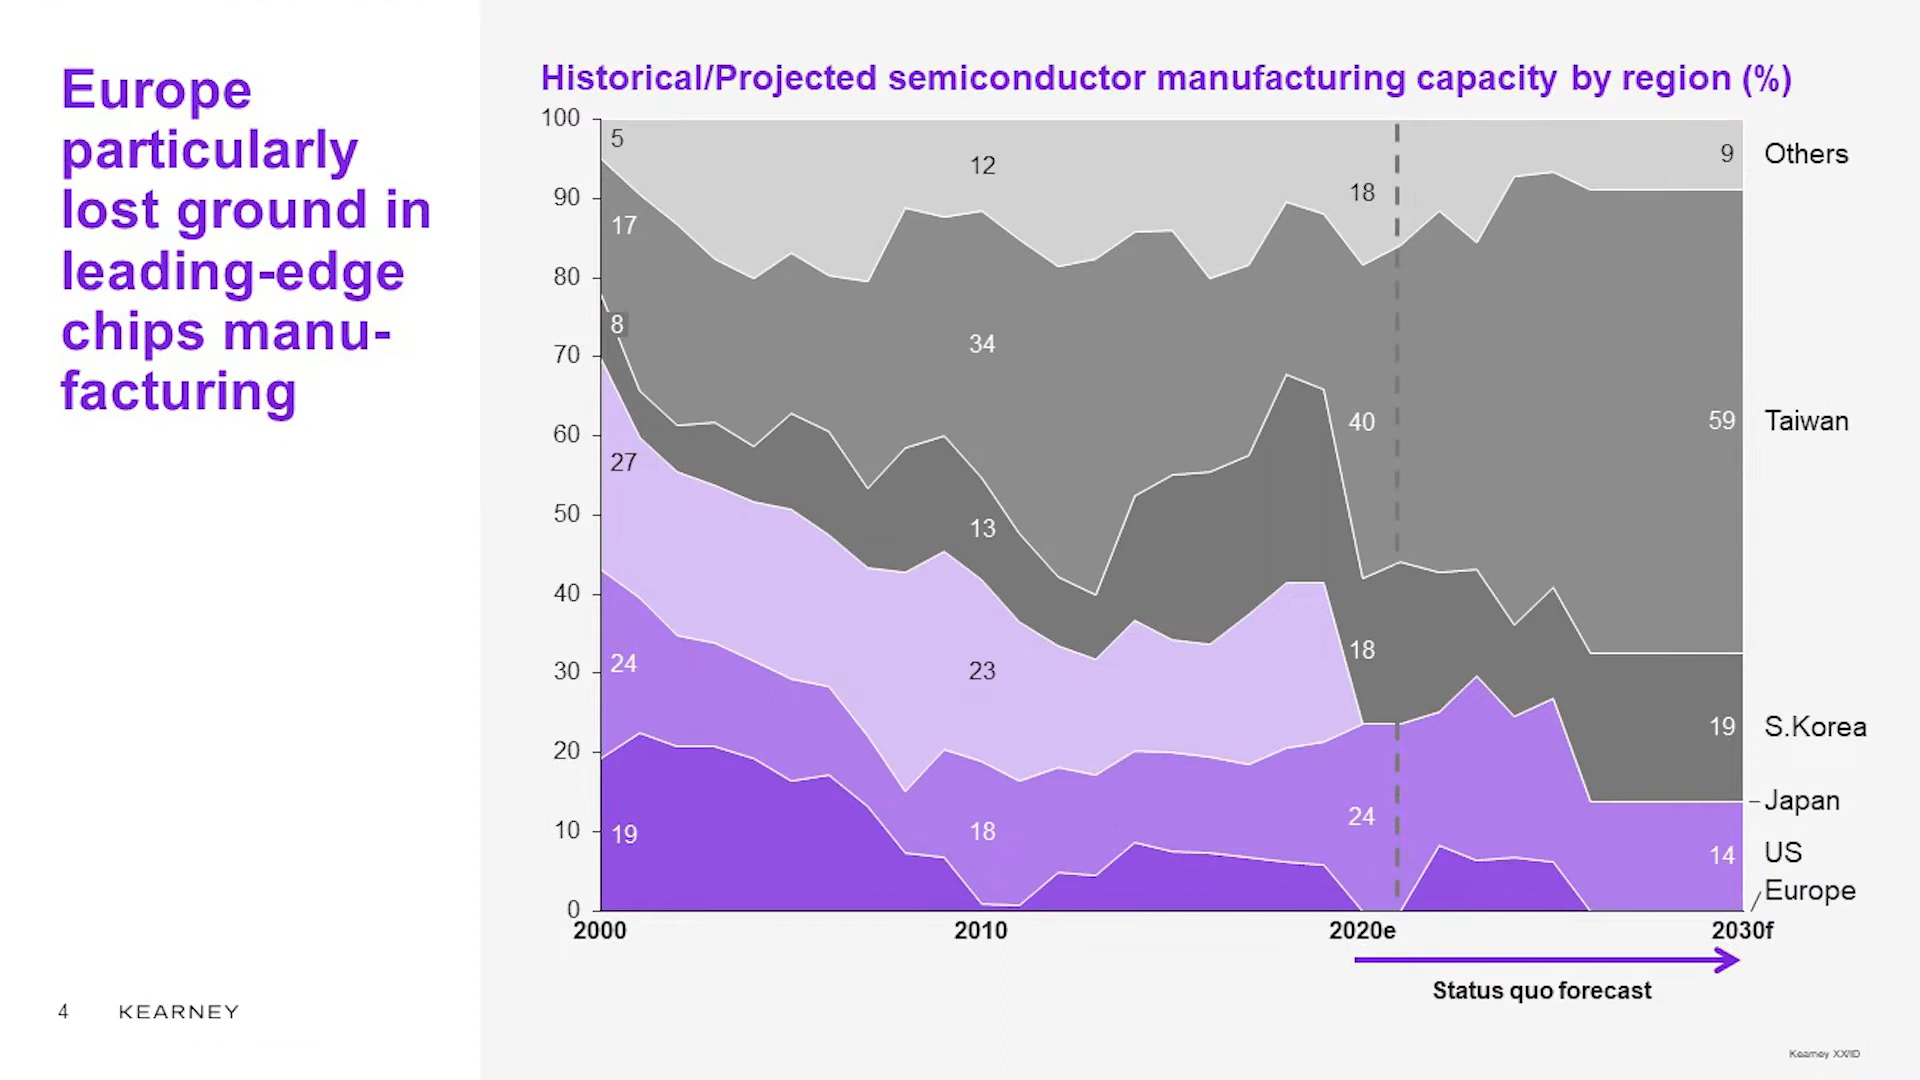 Europe
particularly
lost ground in
leading-edge
chips manu-
facturing
Historical/Projected semiconductor manufacturing capacity by region (%)
100
90
80
70
60
50
40
30
20
10
0
5
17
8
27
24
19
12
34
13
23
18
18
40
18
24
9
59
19
14
Others
Taiwan
S.Korea
Japan
US
Europe
2000
2010
2020e
2030f
Status quo forecast
4
KEARNEY
Kearney XX/ID